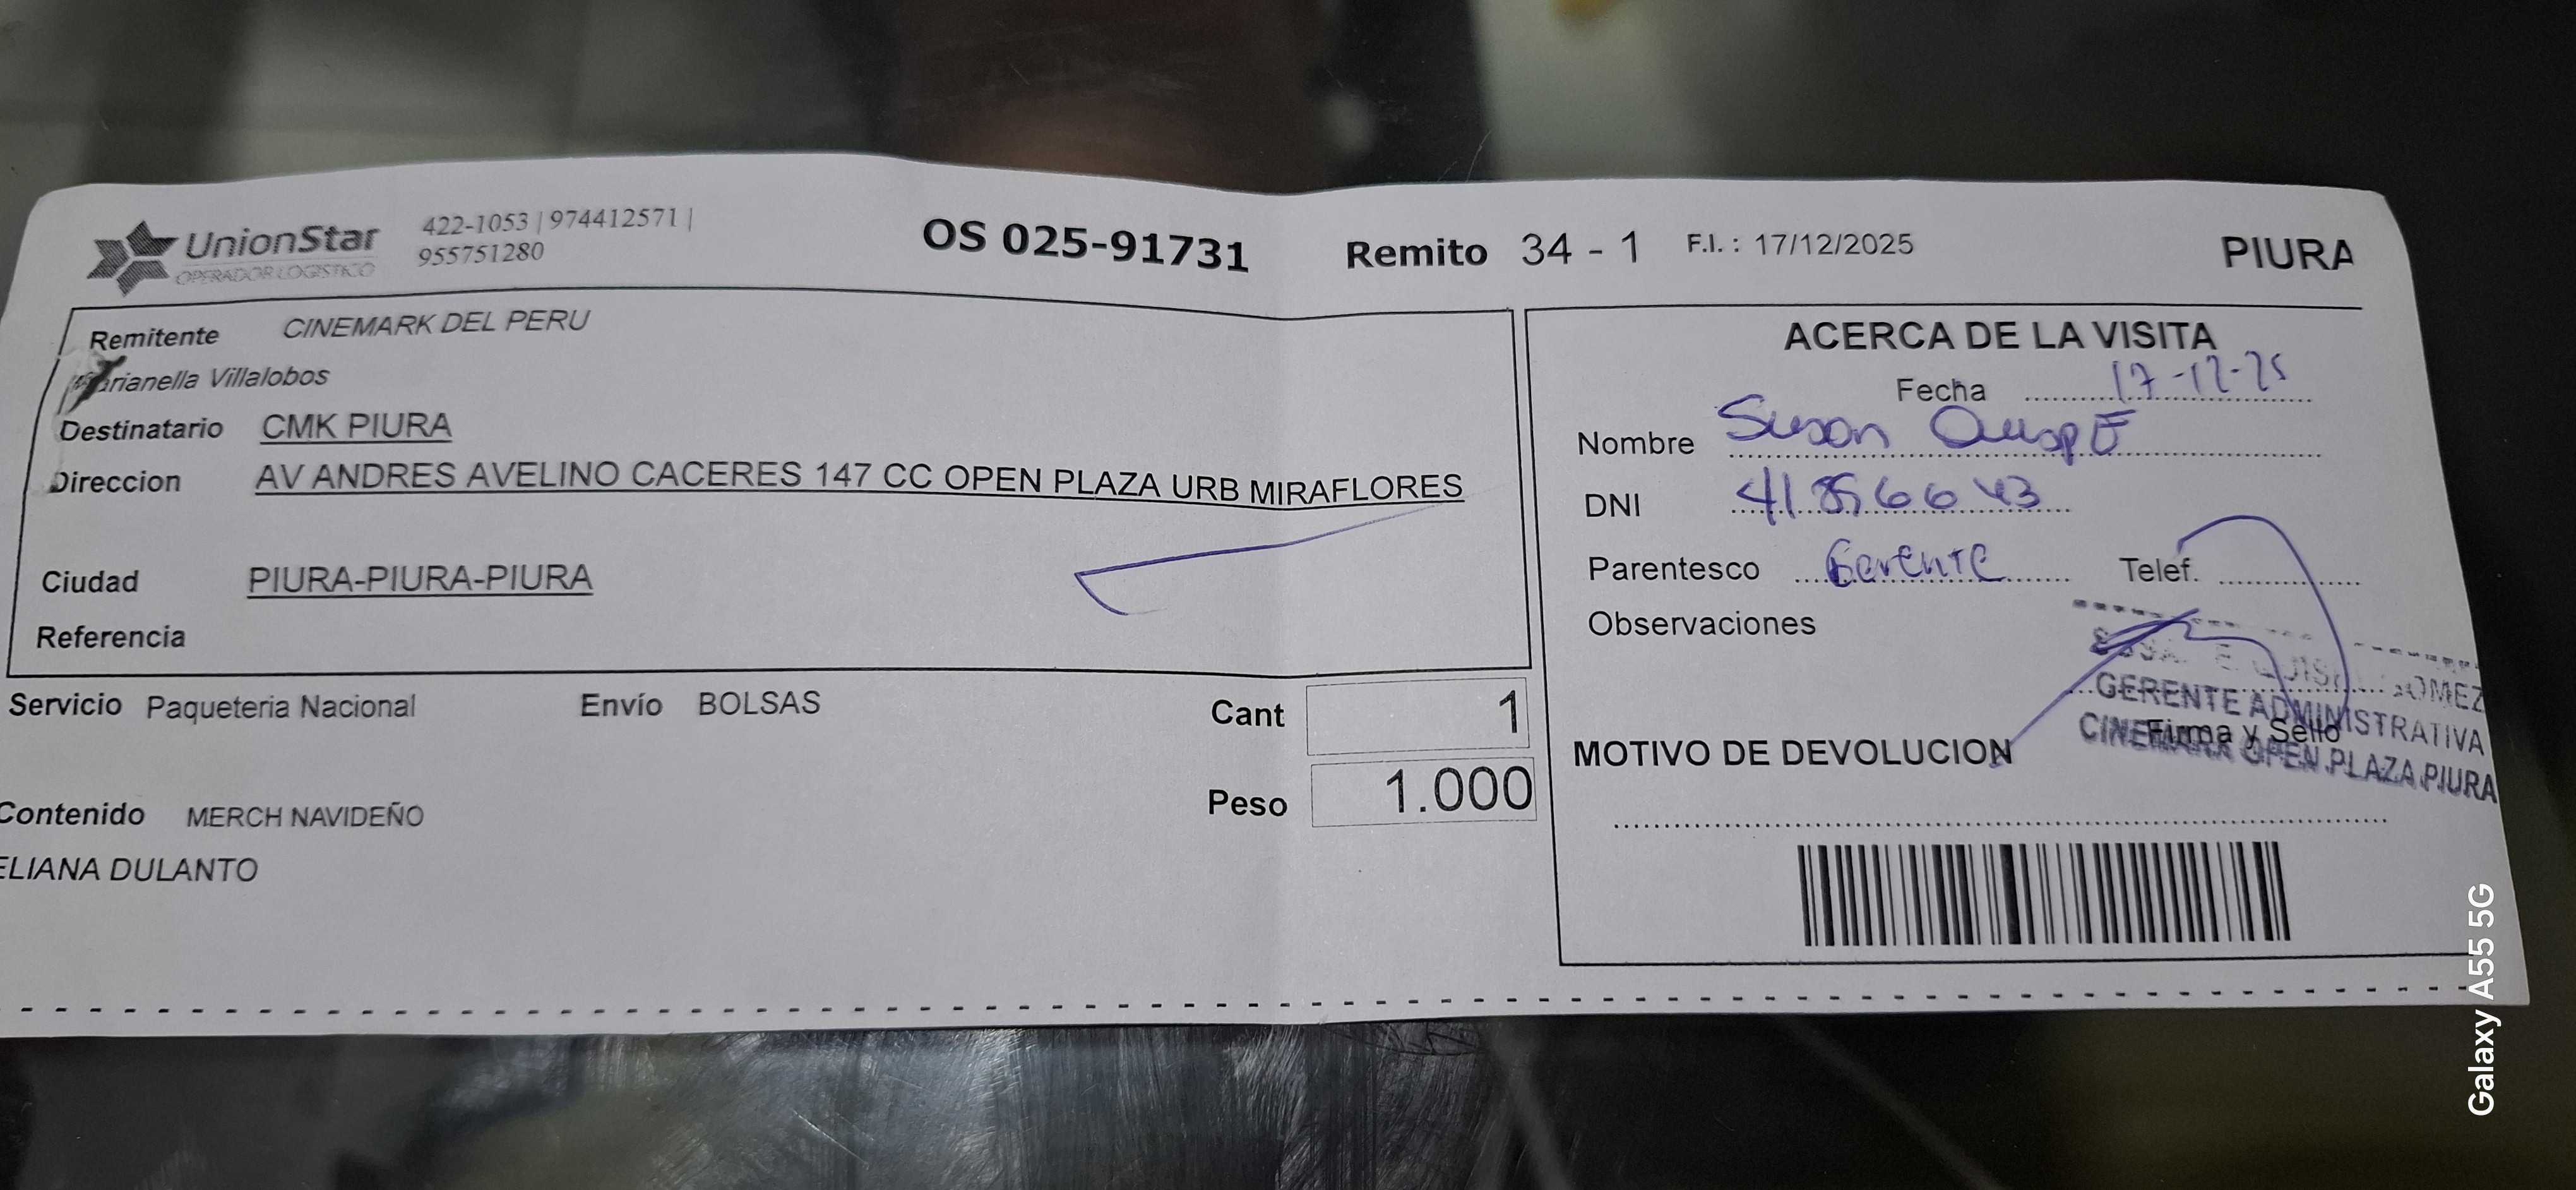 UnionStar
OPERADOR LOGISTICO
422-1053 | 974412571 |
955751280
OS 025-91731
Remito 34 - 1
F.I. : 17/12/2025
PIURA
Remitente CINEMARK DEL PERU
Villalobos
Destinatario CMK PIURA
Direccion AV ANDRES AVELINO CACERES 147 CC OPEN PLAZA URB MIRAFLORES
Ciudad PIURA-PIURA-PIURA
Referencia
Servicio Paqueteria Nacional Envío BOLSAS
Cant 1
Peso 1.000
Contenido MERCH NAVIDEÑO
ELIANA DULANTO
ACERCA DE LA VISITA
Fecha 17-12-25
Nombre Susan QuispE
DNI
Parentesco Gerente Telef.
Observaciones
GERENTE ADMINISTRATIVA
Firma y Sello
CINEMARK OPEN PLAZA PIURA
MOTIVO DE DEVOLUCION
Galaxy A55 5G